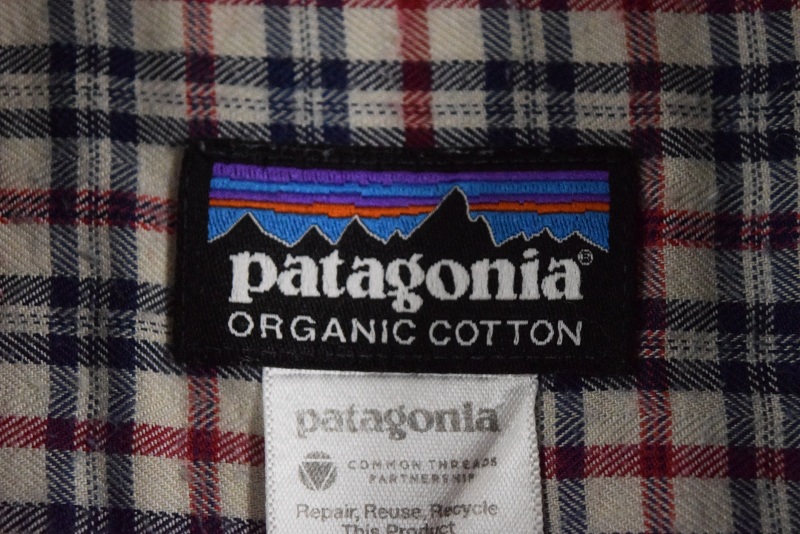 patagonia®
ORGANIC COTTON
patagonia
COMMON THREADS
PARTNERSHIP
Repair, Reuse, Recycle
This Product